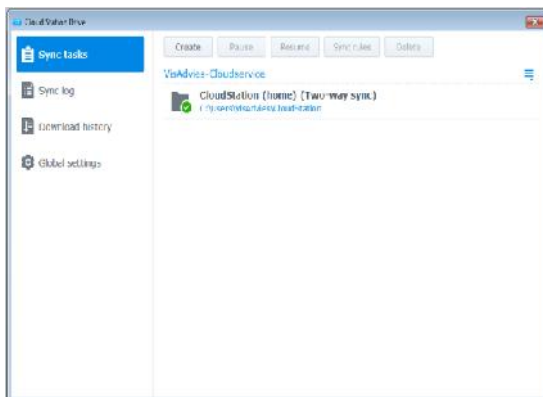 Cloud Station Drive
Sync tasks
Sync log
Download history
Global settings
Create Pause Resume Sync rules Delete
VisAdvies-Cloudservice
CloudStation (home) (Two-way sync)